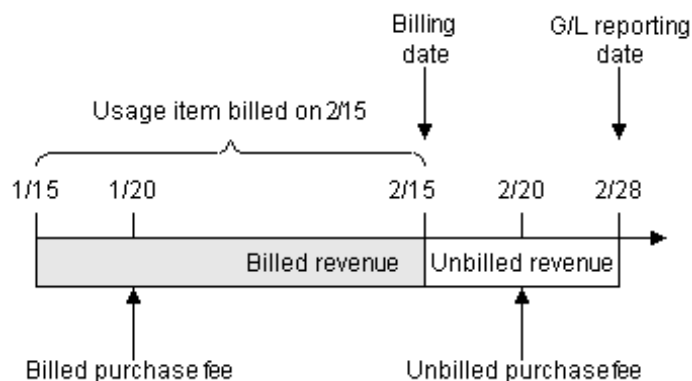 Billing
date
G/L reporting
date
Usage item billed on 2/15
1/15 1/20 2/15 2/20 2/28
Billed revenue Unbilled revenue
Billed purchase fee Unbilled purchase fee